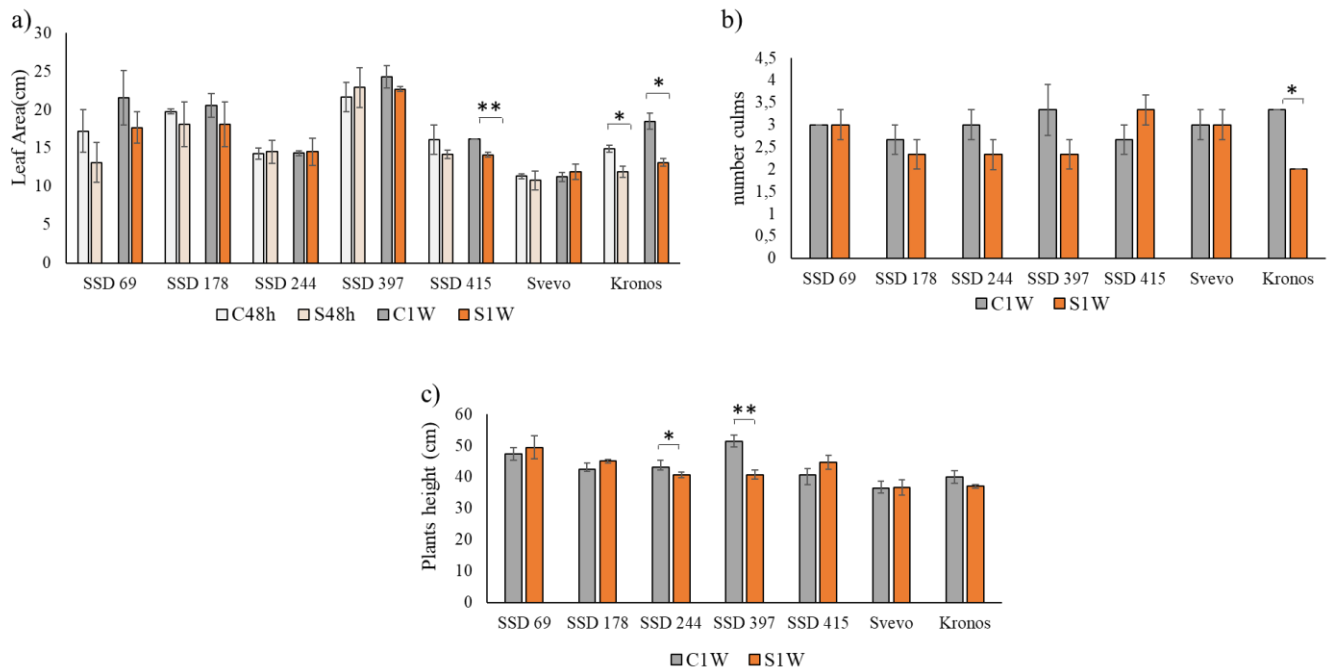 a)
30
25
20
15
10
5
0
Leaf Area(cm)
**
*
*
SSD 69 SSD 178 SSD 244 SSD 397 SSD 415 Svevo Kronos
C48h S48h C1W S1W
b)
4,5
4
3,5
3
2,5
2
1,5
1
0,5
0
number culms
*
SSD 69 SSD 178 SSD 244 SSD 397 SSD 415 Svevo Kronos
C1W S1W
c)
60
50
40
30
20
10
0
Plants height (cm)
*
**
SSD 69 SSD 178 SSD 244 SSD 397 SSD 415 Svevo Kronos
C1W S1W